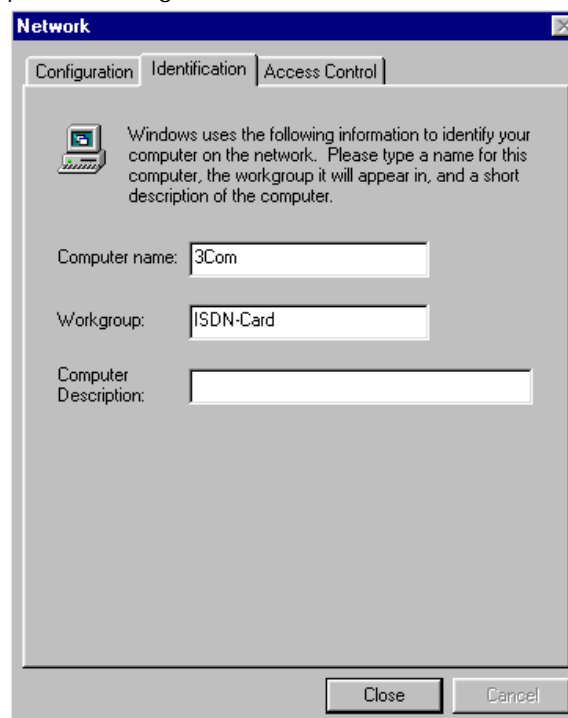 Network
Configuration Identification Access Control
Windows uses the following information to identify your
computer on the network. Please type a name for this
computer, the workgroup it will appear in, and a short
description of the computer.
Computer name: 3Com
Workgroup: ISDN-Card
Computer
Description:
Close Cancel